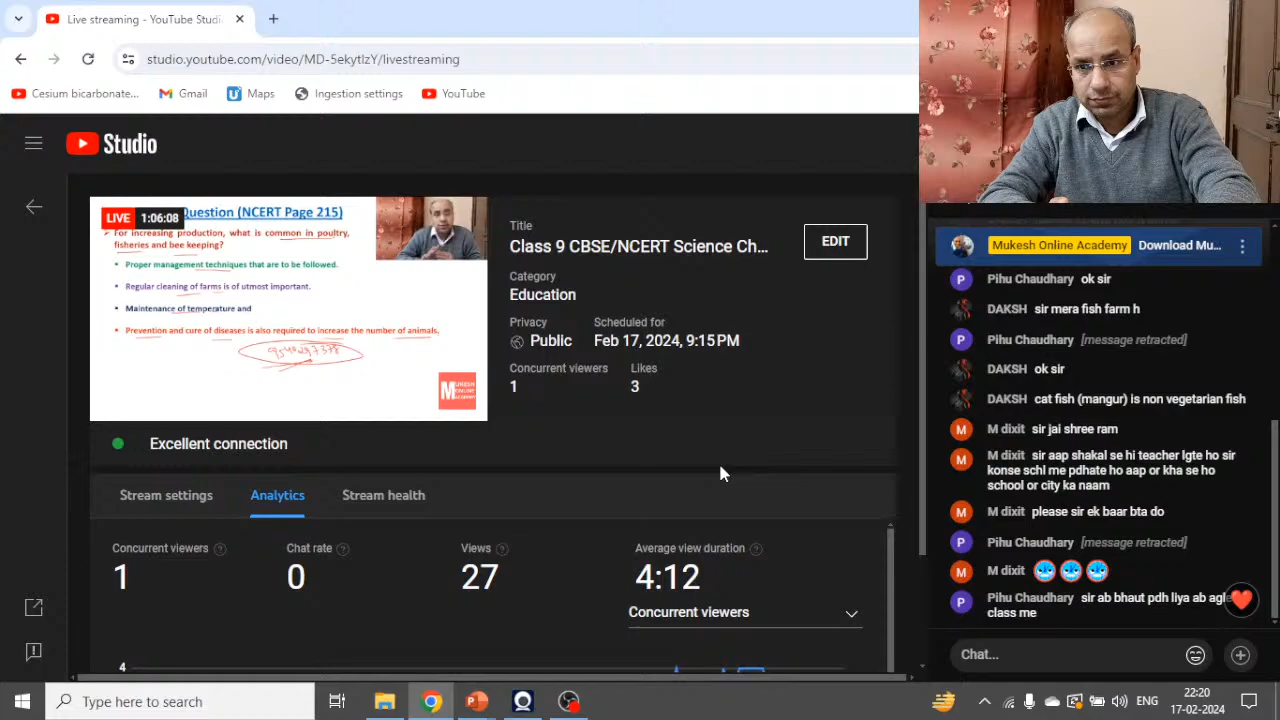 Live streaming - YouTube Studi
studio.youtube.com/video/MD-5ekytlzY/livestreaming
Cesium bicarbonate...
Gmail
Maps
Ingestion settings
YouTube
Studio
LIVE 1:06:08
Question (NCERT Page 215)
For increasing production, what is common in poultry,
fisheries and bee keeping?
Proper management techniques that are to be followed.
Regular cleaning of farms is of utmost important.
Maintenance of temperature and
Prevention and cure of diseases is also required to increase the number of animals.
MUKESH
ONLINE
ACADEMY
Title
Class 9 CBSE/NCERT Science Ch...
EDIT
Category
Education
Privacy
Public
Scheduled for
Feb 17, 2024, 9:15 PM
Concurrent viewers
1
Likes
3
Excellent connection
Stream settings
Analytics
Stream health
Concurrent viewers
1
Chat rate
0
Views
27
Average view duration
4:12
Concurrent viewers
4
Mukesh Online Academy Download Mu...
Pihu Chaudhary ok sir
DAKSH sir mera fish farm h
Pihu Chaudhary [message retracted]
DAKSH ok sir
DAKSH cat fish (mangur) is non vegetarian fish
M dixit sir jai shree ram
M dixit sir aap shakal se hi teacher lgte ho sir
konse schl me pdhate ho aap or kha se ho
school or city ka naam
M dixit please sir ek baar bta do
Pihu Chaudhary [message retracted]
M dixit 🥶🥶🥶
Pihu Chaudhary sir ab bhaut pdh liya ab agle
class me
Chat...
Type here to search
ENG
22:20
17-02-2024